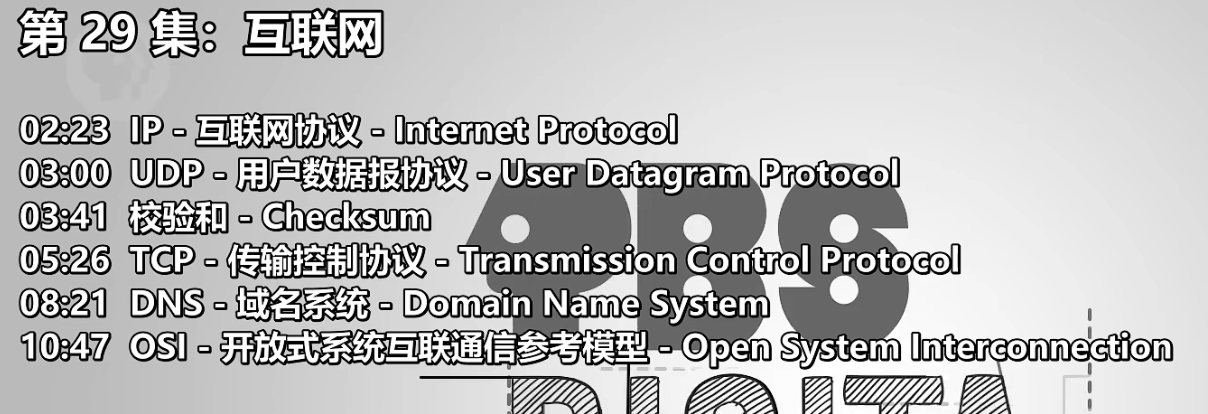 第 29 集：互联网
02:23 IP - 互联网协议 - Internet Protocol
03:00 UDP - 用户数据报协议 - User Datagram Protocol
03:41 校验和 - Checksum
05:26 TCP - 传输控制协议 - Transmission Control Protocol
08:21 DNS - 域名系统 - Domain Name System
10:47 OSI - 开放式系统互联通信参考模型 - Open System Interconnection
PBS
DIGITA